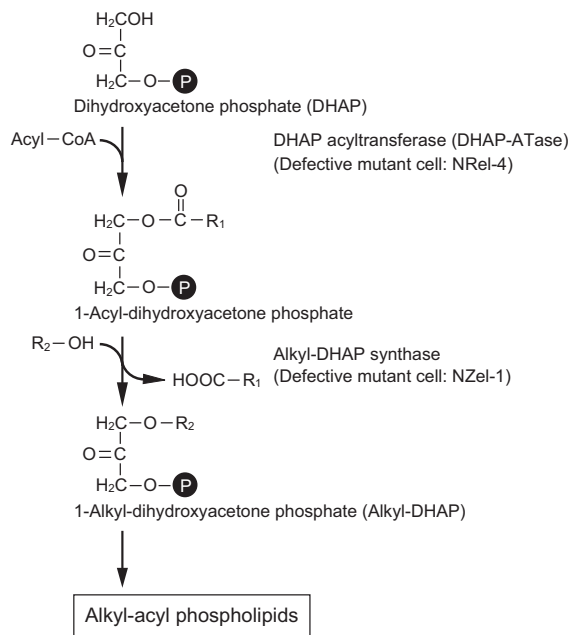 H₂COH
O=C
H₂C–O–P
Dihydroxyacetone phosphate (DHAP)
Acyl–CoA
DHAP acyltransferase (DHAP-ATase)
(Defective mutant cell: NRel-4)
O
H₂C–O–C–R₁
O=C
H₂C–O–P
1-Acyl-dihydroxyacetone phosphate
R₂–OH
HOOC–R₁
Alkyl-DHAP synthase
(Defective mutant cell: NZel-1)
H₂C–O–R₂
O=C
H₂C–O–P
1-Alkyl-dihydroxyacetone phosphate (Alkyl-DHAP)
Alkyl-acyl phospholipids